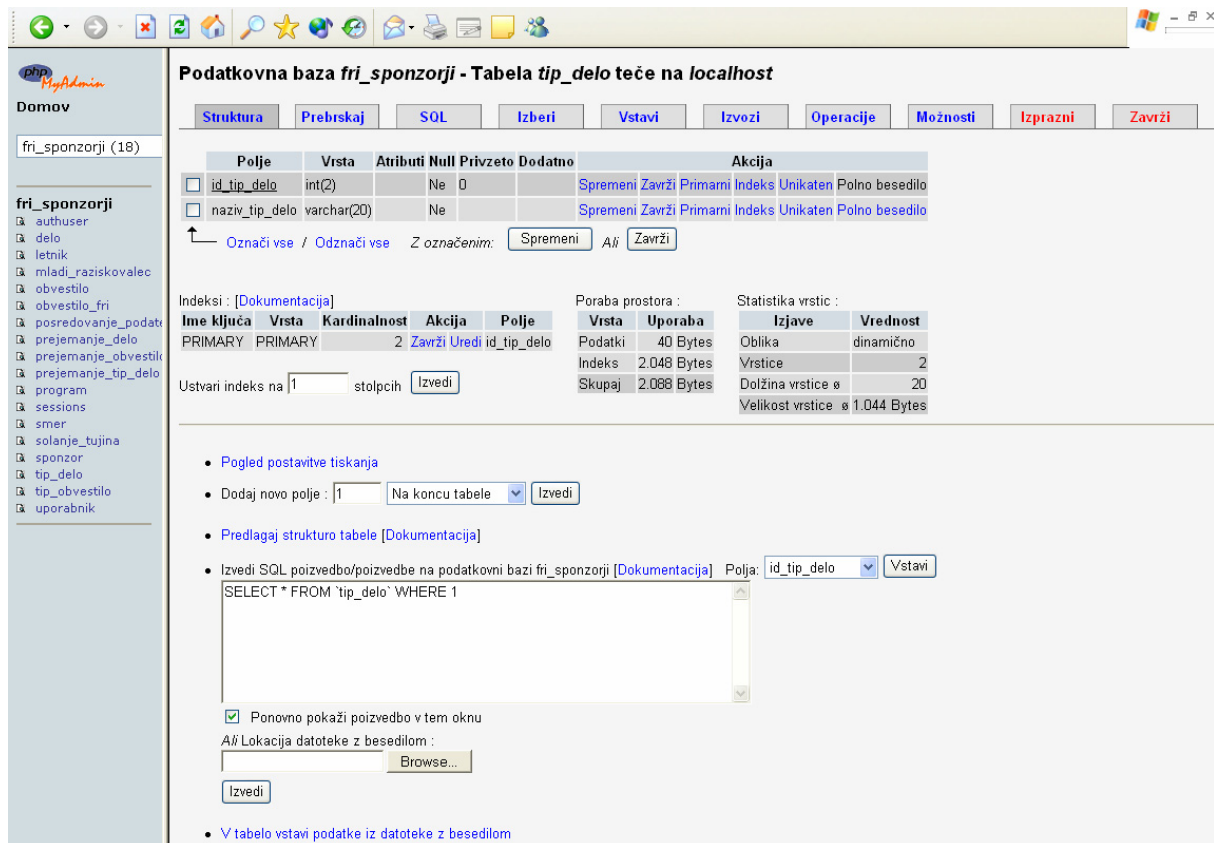 php
MyAdmin
Domov
fri_sponzorji (18)
fri_sponzorji
authuser
delo
letnik
mladi_raziskovalec
obvestilo
obvestilo_fri
posredovanje_podate
prejemanje_delo
prejemanje_obvestilo
prejemanje_tip_delo
program
sessions
smer
solanje_tujina
sponzor
tip_delo
tip_obvestilo
uporabnik
Podatkovna baza fri_sponzorji - Tabela tip_delo teče na localhost
Struktura Prebrskaj SQL Izberi Vstavi Izvozi Operacije Možnosti Izprazni Završi
Polje Vrsta Atributi Null Privzeto Dodatno Akcija
id_tip_delo int(2) Ne 0 Spremeni Zavrži Primarni Indeks Unikaten Polno besedilo
naziv_tip_delo varchar(20) Ne Spremeni Zavrži Primarni Indeks Unikaten Polno besedilo
Označi vse / Odznači vse Z označenim: Spremeni Ali Zavrži
Indeksi : [Dokumentacija]
Ime ključa Vrsta Kardinalnost Akcija Polje
PRIMARY PRIMARY 2 Zavrži Uredi id_tip_delo
Ustvari indeks na 1 stolpcih Izvedi
Poraba prostora :
Vrsta Uporaba
Podatki 40 Bytes
Indeks 2.048 Bytes
Skupaj 2.088 Bytes
Statistika vrstic :
Izjave Vrednost
Oblika dinamično
Vrstice 2
Dolžina vrstice ø 20
Velikost vrstice ø 1.044 Bytes
Pogled postavitve tiskanja
Dodaj novo polje : 1 Na koncu tabele Izvedi
Predlagaj strukturo tabele [Dokumentacija]
Izvedi SQL poizvedbo/poizvedbe na podatkovni bazi fri_sponzorji [Dokumentacija] Polja: id_tip_delo Vstavi
SELECT * FROM `tip_delo` WHERE 1
Ponovno pokaži poizvedbo v tem oknu
Ali Lokacija datoteke z besedilom :
Browse...
Izvedi
V tabelo vstavi podatke iz datoteke z besedilom